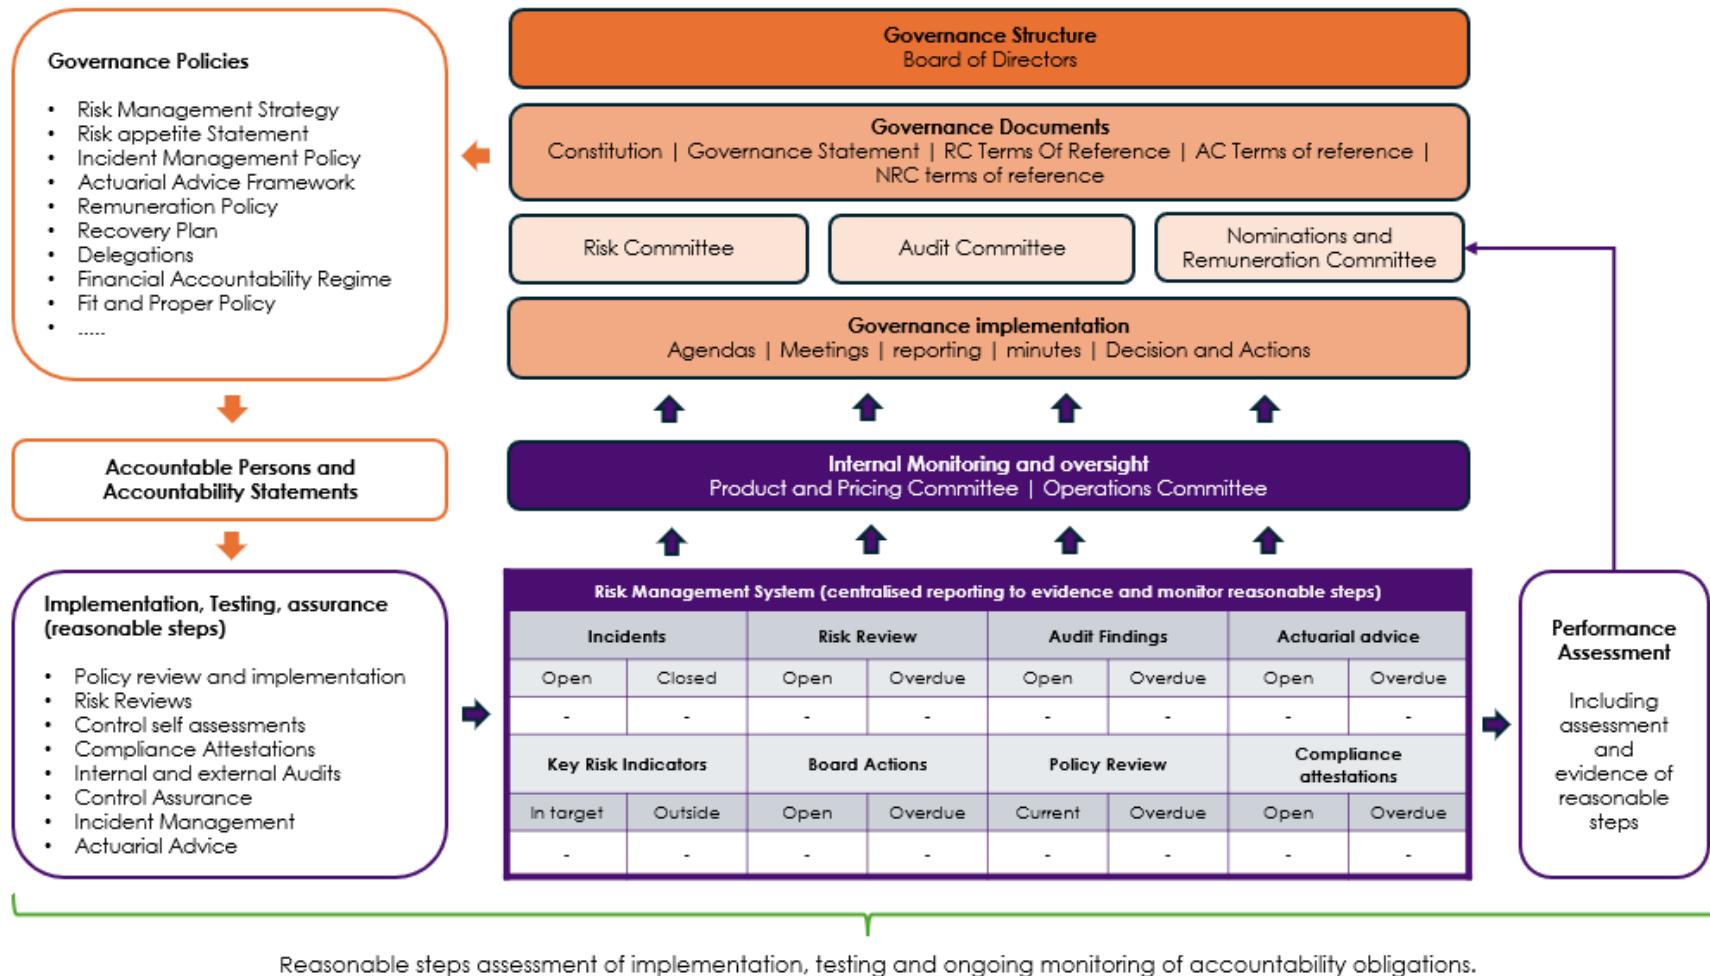 Governance Policies
• Risk Management Strategy
• Risk appetite Statement
• Incident Management Policy
• Actuarial Advice Framework
• Remuneration Policy
• Recovery Plan
• Delegations
• Financial Accountability Regime
• Fit and Proper Policy
• .....
Governance Structure
Board of Directors
Governance Documents
Constitution | Governance Statement | RC Terms Of Reference | AC Terms of reference |
NRC terms of reference
Risk Committee
Audit Committee
Nominations and
Remuneration Committee
Governance implementation
Agendas | Meetings | reporting | minutes | Decision and Actions
Accountable Persons and
Accountability Statements
Internal Monitoring and oversight
Product and Pricing Committee | Operations Committee
Implementation, Testing, assurance
(reasonable steps)
• Policy review and implementation
• Risk Reviews
• Control self assessments
• Compliance Attestations
• Internal and external Audits
• Control Assurance
• Incident Management
• Actuarial Advice
Risk Management System (centralised reporting to evidence and monitor reasonable steps)
Incidents Risk Review Audit Findings Actuarial advice
Open Closed Open Overdue Open Overdue Open Overdue
- - - - - - - -
Key Risk Indicators Board Actions Policy Review Compliance
attestations
In target Outside Open Overdue Current Overdue Open Overdue
- - - - - - - -
Performance
Assessment
Including
assessment
and
evidence of
reasonable
steps
Reasonable steps assessment of implementation, testing and ongoing monitoring of accountability obligations.